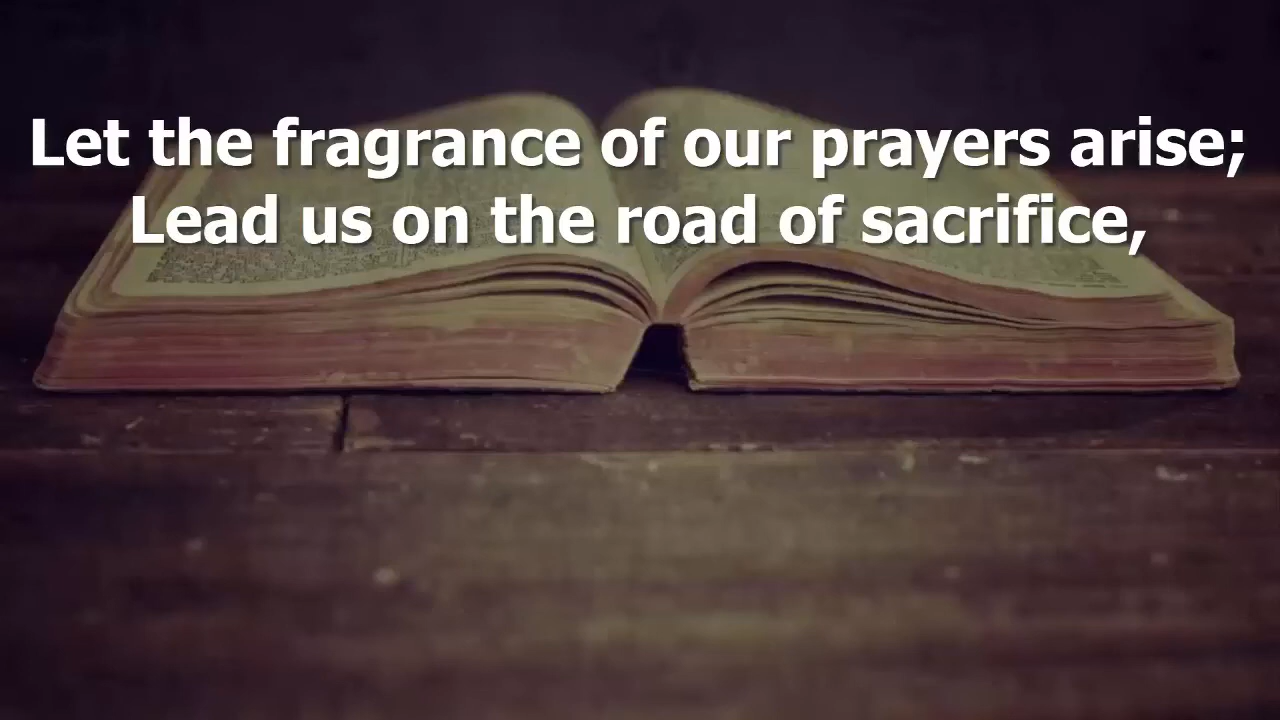 Let the fragrance of our prayers arise;
Lead us on the road of sacrifice,